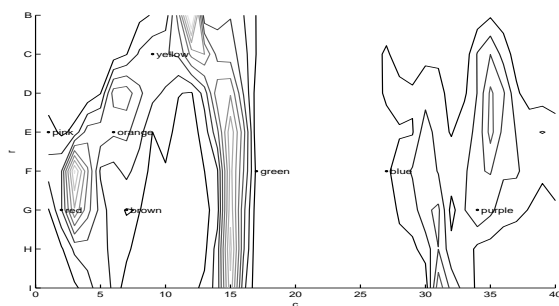 B
C yellow
D
E pink orange
r
F green blue
G red brown purple
H
I
0 5 10 15 20 25 30 35 40
c